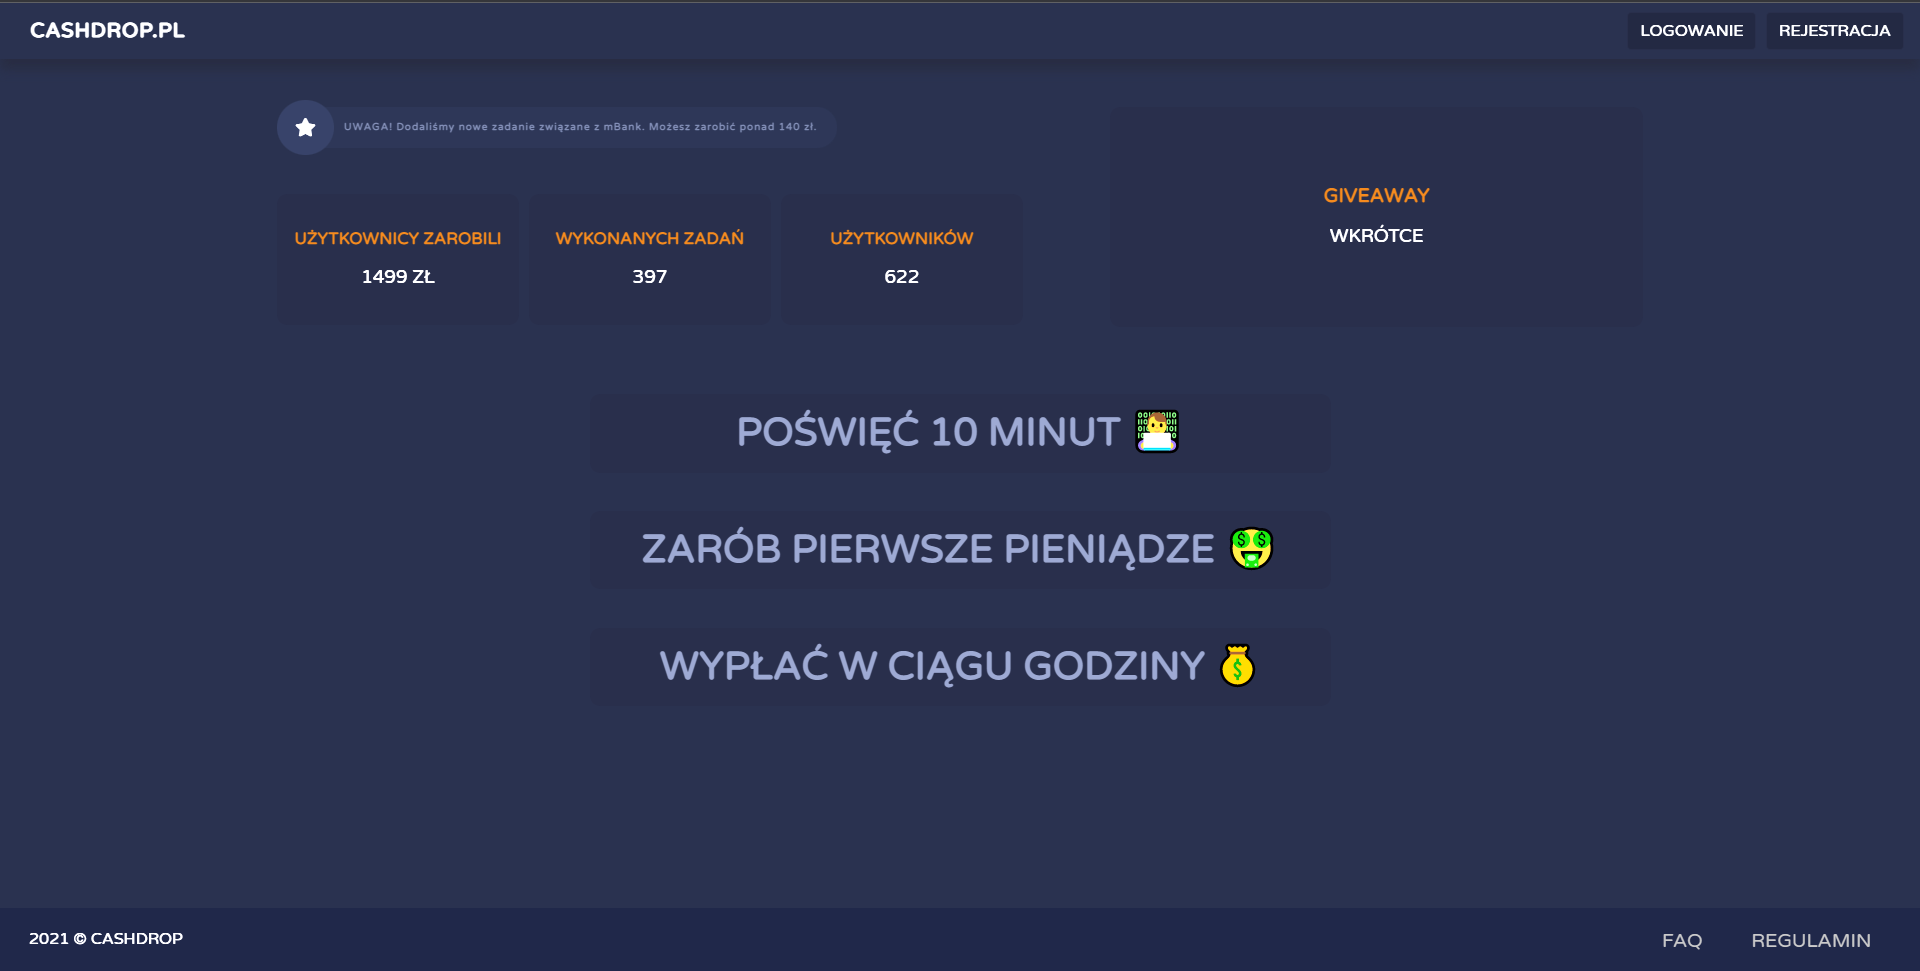 CASHDROP.PL
LOGOWANIE
REJESTRACJA
UWAGA! Dodaliśmy nowe zadanie związane z mBank. Możesz zarobić ponad 140 zł.
UŻYTKOWNICY ZAROBILI
1499 ZŁ
WYKONANYCH ZADAŃ
397
UŻYTKOWNIKÓW
622
GIVEAWAY
WKRÓTCE
POŚWIĘĆ 10 MINUT
ZARÓB PIERWSZE PIENIĄDZE
WYPŁAĆ W CIĄGU GODZINY
2021 © CASHDROP
FAQ
REGULAMIN